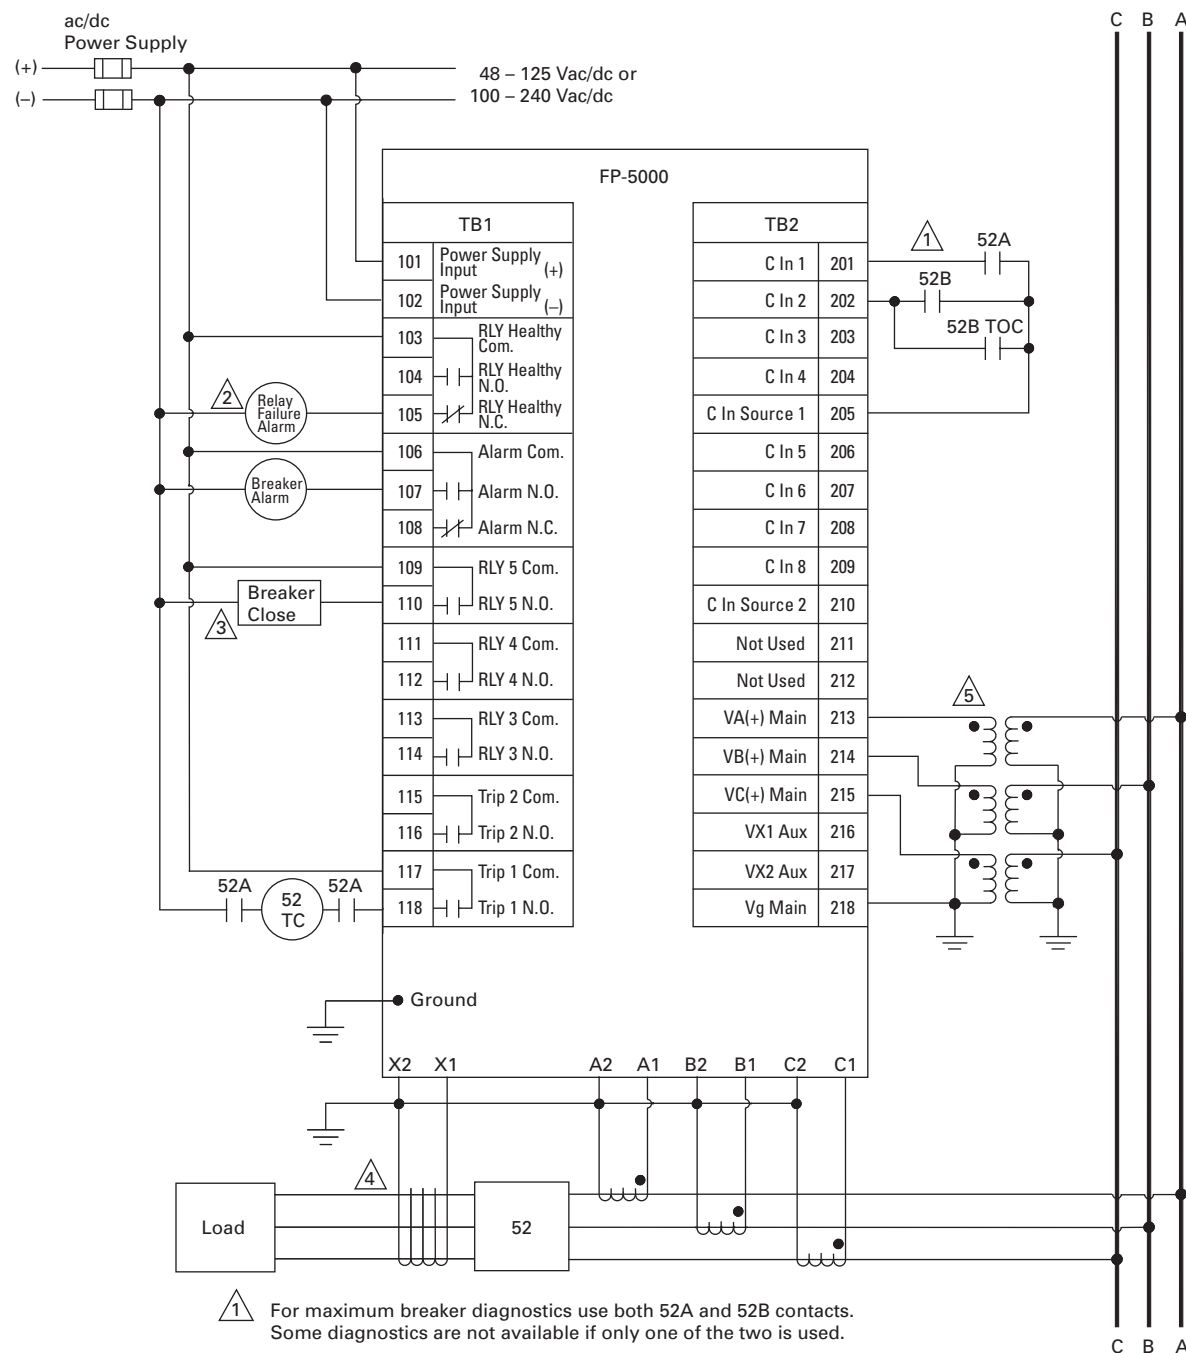 ac/dc
Power Supply
C B A
(+)
48 – 125 Vac/dc or
(–)
100 – 240 Vac/dc
FP-5000
TB1
101 Power Supply Input (+)
102 Power Supply Input (–)
103 RLY Healthy Com.
104 RLY Healthy N.O.
105 RLY Healthy N.C.
106 Alarm Com.
107 Alarm N.O.
108 Alarm N.C.
109 RLY 5 Com.
110 RLY 5 N.O.
111 RLY 4 Com.
112 RLY 4 N.O.
113 RLY 3 Com.
114 RLY 3 N.O.
115 Trip 2 Com.
116 Trip 2 N.O.
117 Trip 1 Com.
118 Trip 1 N.O.
2
Relay
Failure
Alarm
Breaker
Alarm
Breaker
Close
3
52A
52
TC
52A
TB2
C In 1 201
C In 2 202
C In 3 203
C In 4 204
C In Source 1 205
C In 5 206
C In 6 207
C In 7 208
C In 8 209
C In Source 2 210
Not Used 211
Not Used 212
VA(+) Main 213
VB(+) Main 214
VC(+) Main 215
VX1 Aux 216
VX2 Aux 217
Vg Main 218
1
52A
52B
52B TOC
5
Ground
X2 X1 A2 A1 B2 B1 C2 C1
4
Load
52
1 For maximum breaker diagnostics use both 52A and 52B contacts.
Some diagnostics are not available if only one of the two is used.
C B A